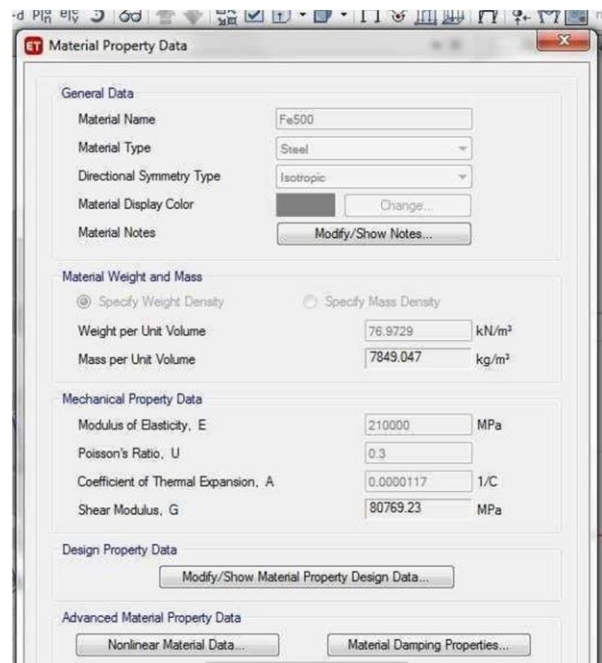 ET Material Property Data
General Data
Material Name Fe500
Material Type Steel
Directional Symmetry Type Isotropic
Material Display Color Change...
Material Notes Modify/Show Notes...
Material Weight and Mass
Specify Weight Density Specify Mass Density
Weight per Unit Volume 76.9729 kN/m³
Mass per Unit Volume 7849.047 kg/m³
Mechanical Property Data
Modulus of Elasticity, E 210000 MPa
Poisson's Ratio, U 0.3
Coefficient of Thermal Expansion, A 0.0000117 1/C
Shear Modulus, G 80769.23 MPa
Design Property Data
Modify/Show Material Property Design Data...
Advanced Material Property Data
Nonlinear Material Data... Material Damping Properties...